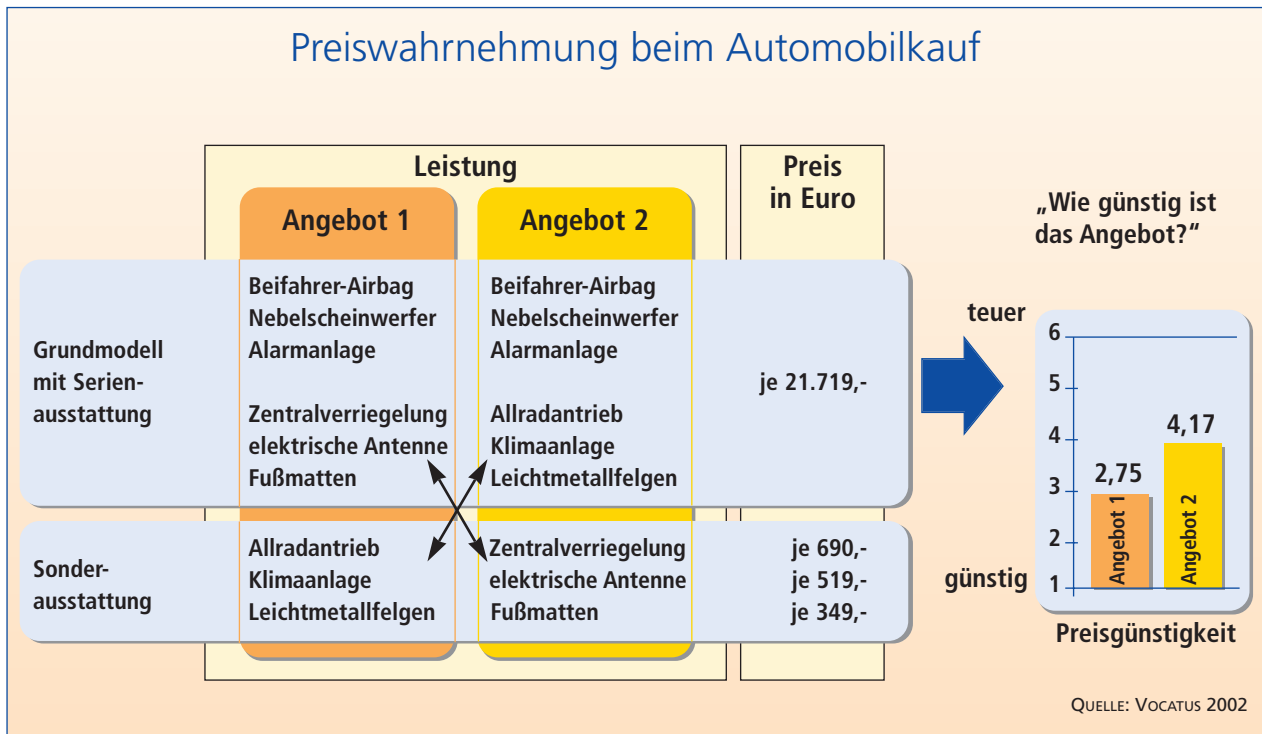 Preiswahrnehmung beim Automobilkauf
Leistung
Preis
in Euro
Angebot 1
Angebot 2
„Wie günstig ist
das Angebot?“
Grundmodell
mit Serien-
ausstattung
Beifahrer-Airbag
Nebelscheinwerfer
Alarmanlage
Zentralverriegelung
elektrische Antenne
Fußmatten
Beifahrer-Airbag
Nebelscheinwerfer
Alarmanlage
Allradantrieb
Klimaanlage
Leichtmetallfelgen
je 21.719,-
Sonder-
ausstattung
Allradantrieb
Klimaanlage
Leichtmetallfelgen
Zentralverriegelung
elektrische Antenne
Fußmatten
je 690,-
je 519,-
je 349,-
teuer
günstig
6
5
4
3
2
1
2,75
4,17
Angebot 1
Angebot 2
Preisgünstigkeit
QUELLE: VOCATUS 2002